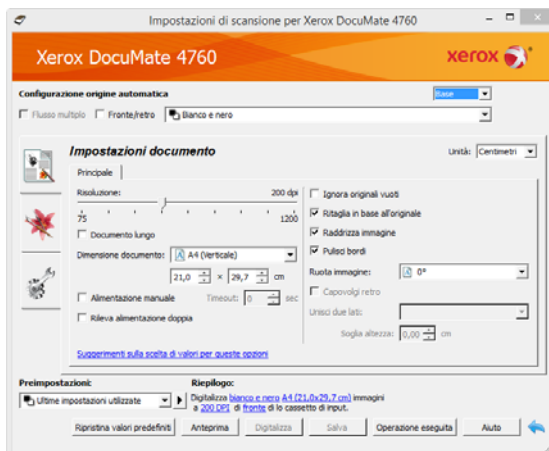 Impostazioni di scansione per Xerox DocuMate 4760
Xerox DocuMate 4760
xerox
Configurazione origine automatica
Base
Flusso multiplo
Fronte/retro
Bianco e nero
Impostazioni documento
Unità: Centimetri
Principale
Risoluzione: 200 dpi
75 1200
Documento lungo
Dimensione documento: A4 (Verticale)
21,0 × 29,7 cm
Alimentazione manuale
Timeout: 0 sec
Rileva alimentazione doppia
Suggerimenti sulla scelta di valori per queste opzioni
Ignora originali vuoti
Ritaglia in base all'originale
Raddrizza immagine
Pulisci bordi
Ruota immagine: 0°
Capovolgi retro
Unisci due lati:
Soglia altezza: 0,00 cm
Preimpostazioni:
Ultime impostazioni utilizzate
Riepilogo:
Digitalizza bianco e nero A4 (21.0x29.7 cm) immagini
a 200 DPI di fronte di lo cassetto di input.
Ripristina valori predefiniti
Anteprima
Digitalizza
Salva
Operazione eseguita
Aiuto